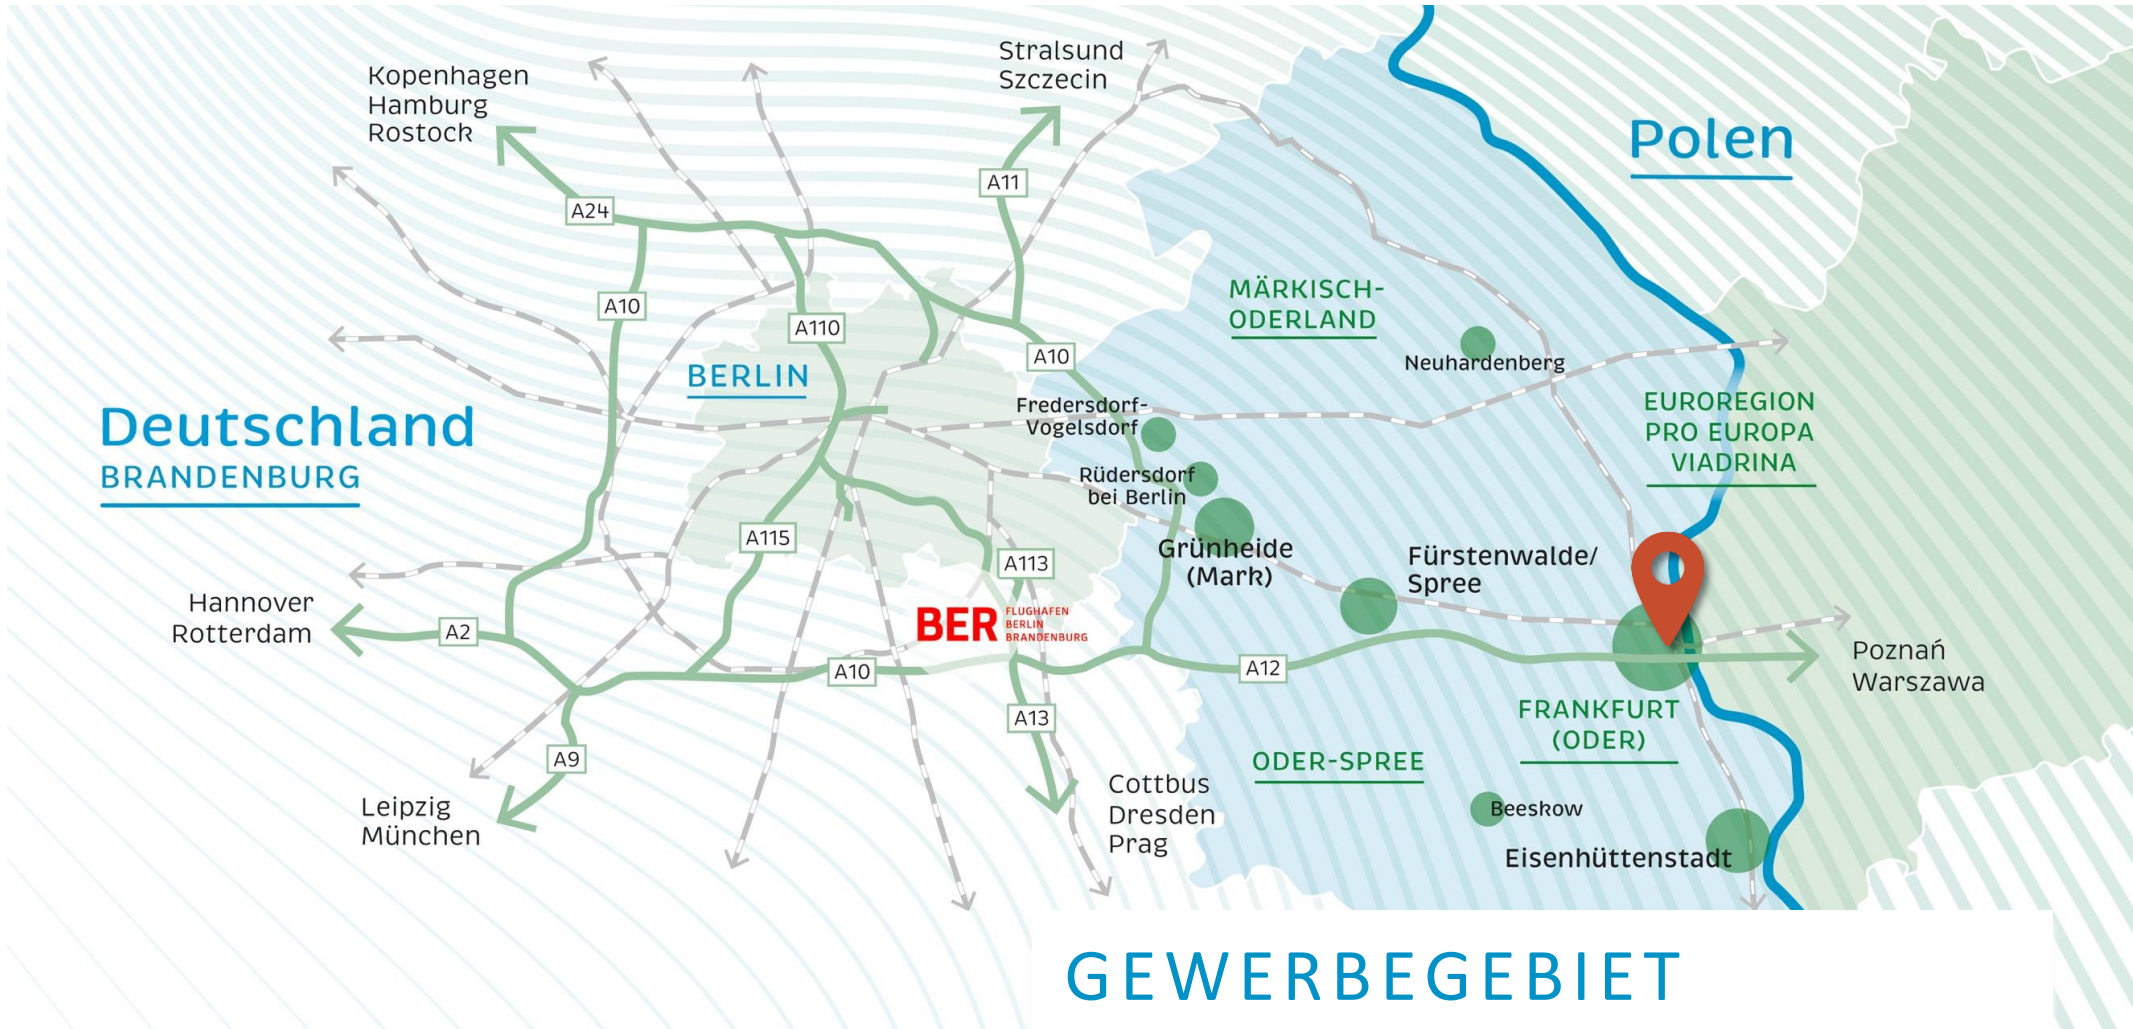 Kopenhagen
Hamburg
Rostock
Stralsund
Szczecin
Polen
A11
A24
A10
A110
MÄRKISCH-
ODERLAND
A10
Neuhardenberg
BERLIN
Deutschland
BRANDENBURG
Fredersdorf-
Vogelsdorf
EUROREGION
PRO EUROPA
VIADRINA
Rüdersdorf
bei Berlin
A115
A113
Grünheide
(Mark)
Fürstenwalde/
Spree
Hannover
Rotterdam
A2
BER
FLUGHAFEN
BERLIN
BRANDENBURG
A10
A12
Poznań
Warszawa
A13
FRANKFURT
(ODER)
A9
ODER-SPREE
Leipzig
München
Cottbus
Dresden
Prag
Beeskow
Eisenhüttenstadt
GEWERBEGEBIET